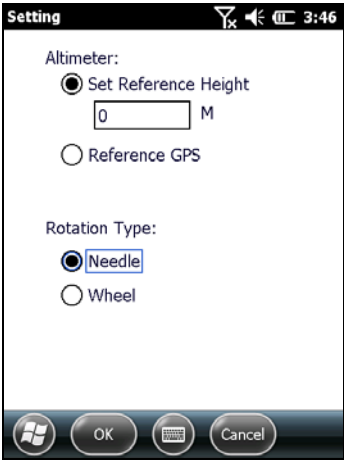 Setting 3:46
Altimeter:
Set Reference Height
0 M
Reference GPS
Rotation Type:
Needle
Wheel
OK Cancel